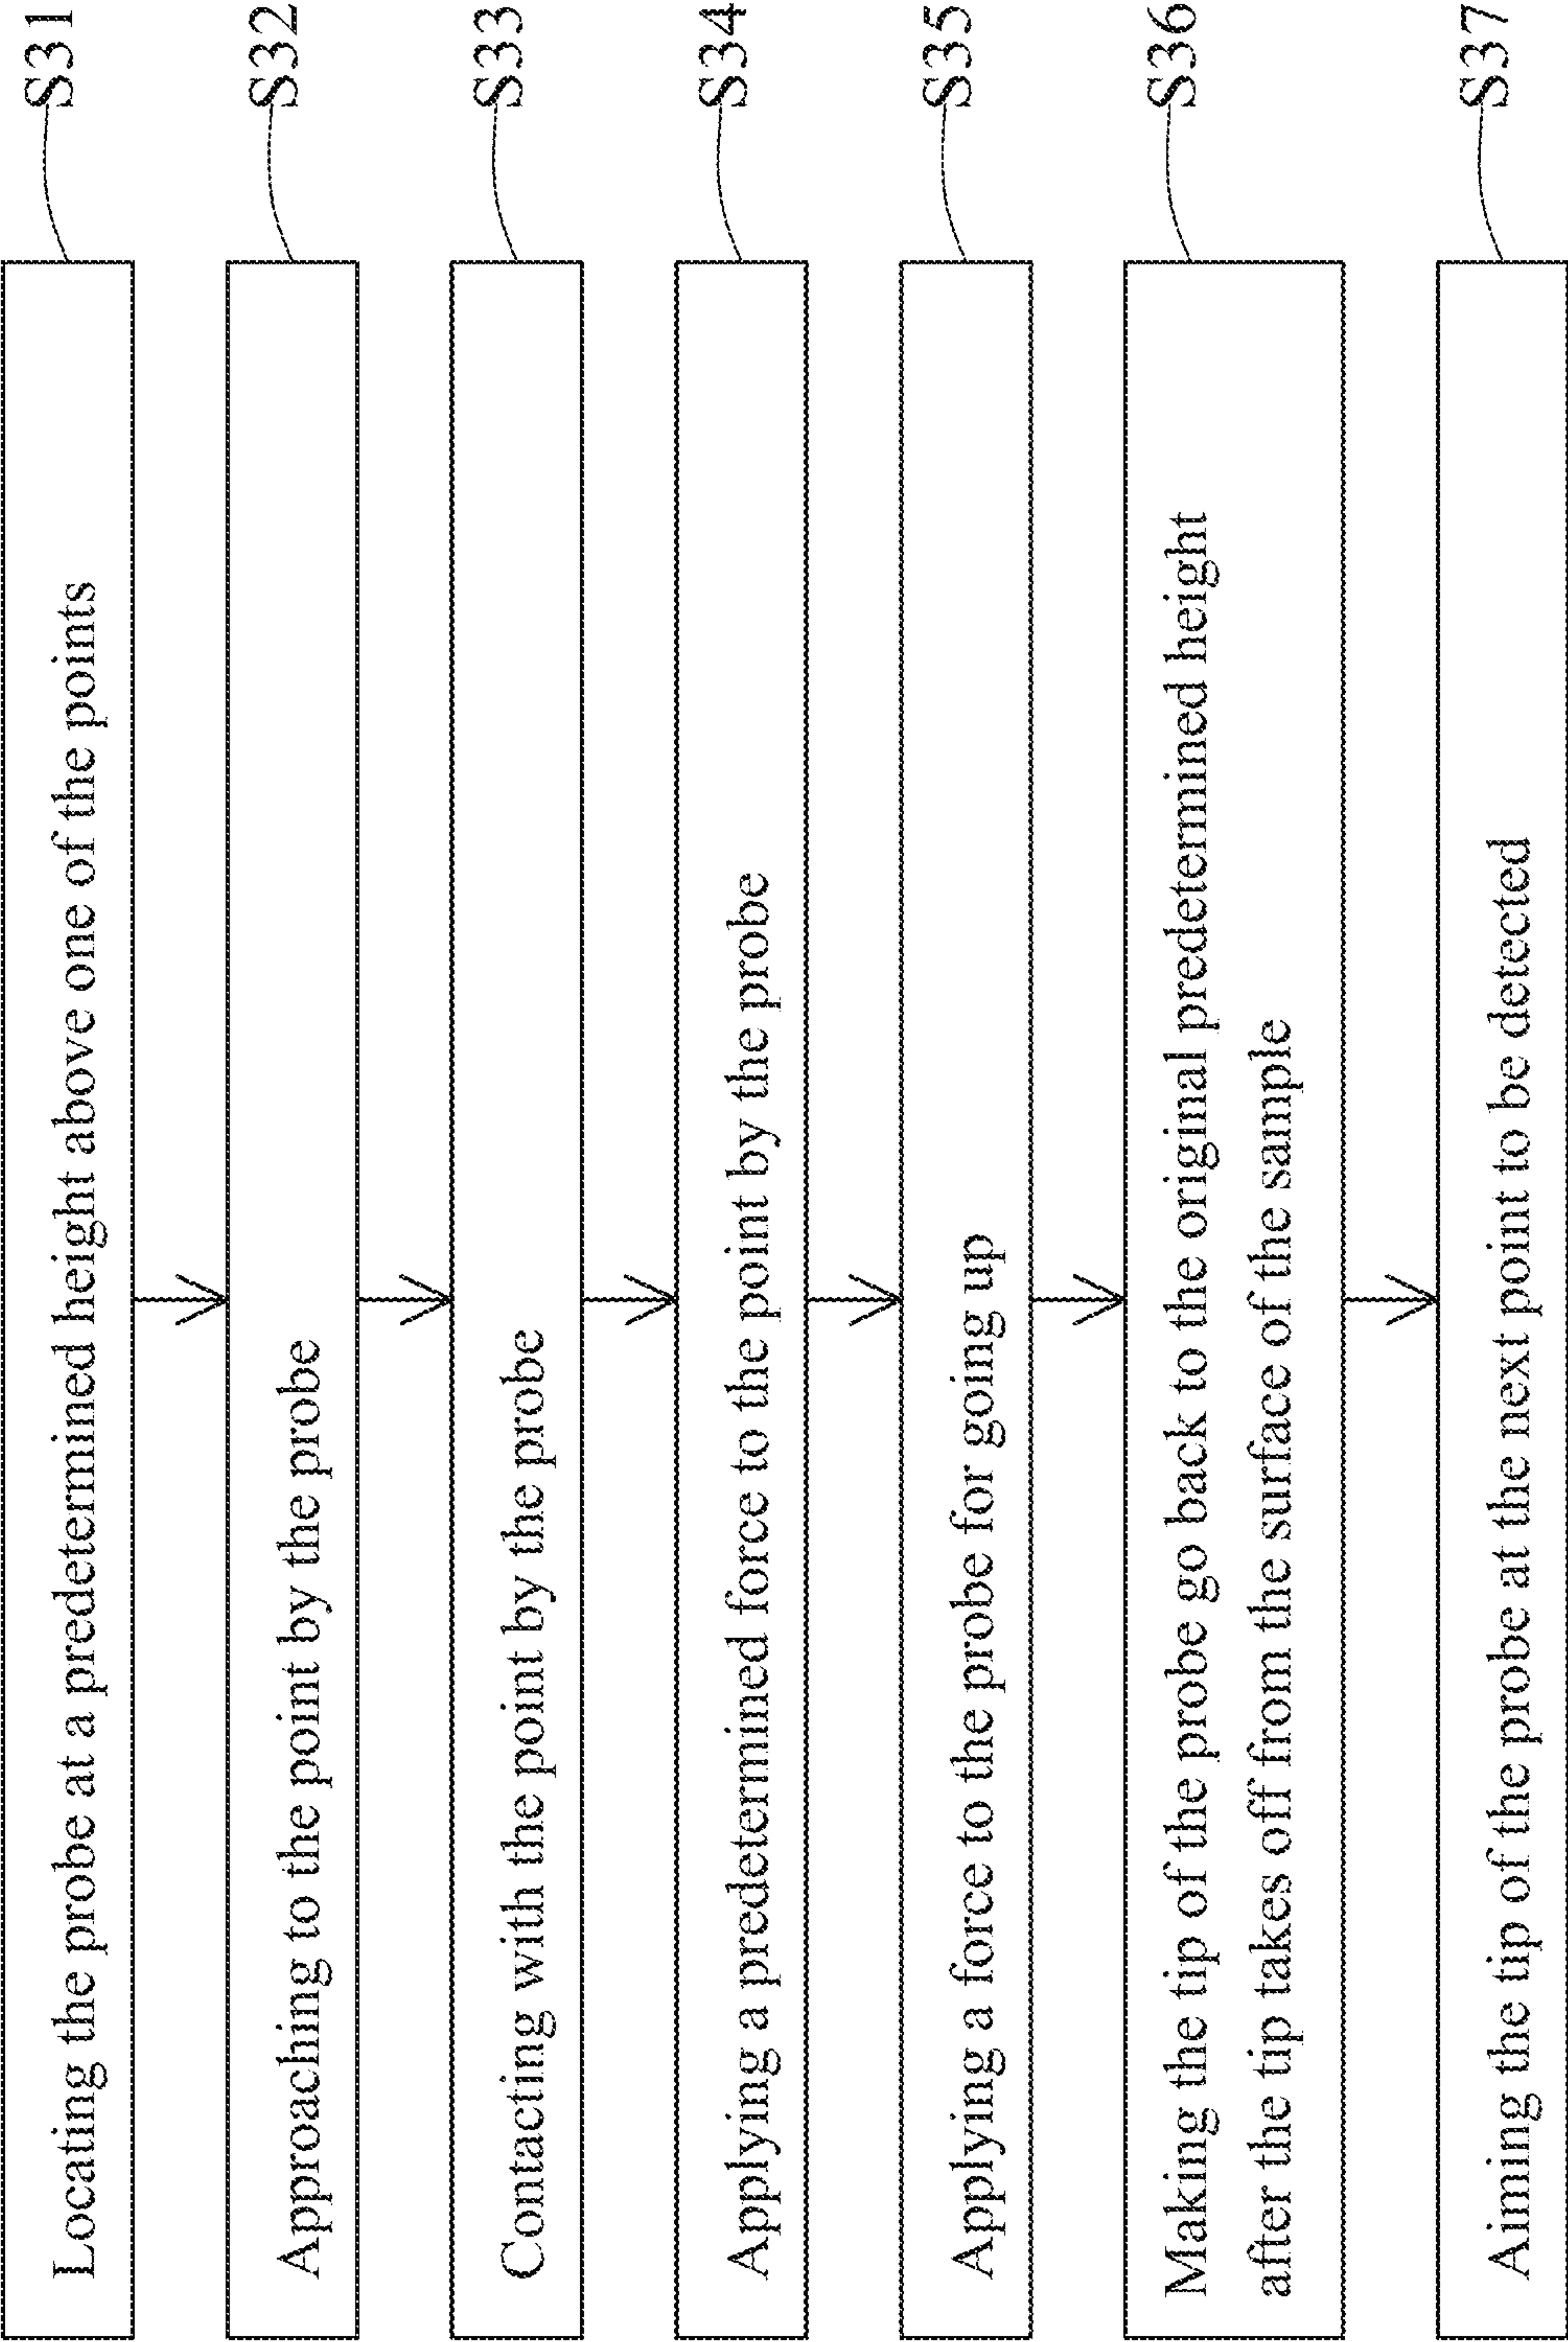 Locating the probe at a predetermined height above one of the points
S31
Approaching to the point by the probe
S32
Contacting with the point by the probe
S33
Applying a predetermined force to the point by the probe
S34
Applying a force to the probe for going up
S35
Making the tip of the probe go back to the original predetermined height
after the tip takes off from the surface of the sample
S36
Aiming the tip of the probe at the next point to be detected
S37